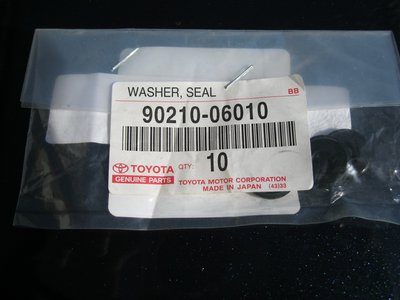 WASHER, SEAL BB
90210-06010
TOYOTA QTY: 10
GENUINE PARTS TOYOTA MOTOR CORPORATION
MADE IN JAPAN (43)33